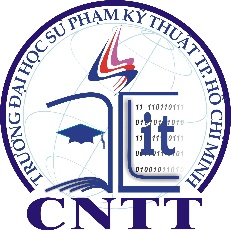 TRƯỜNG ĐẠI HỌC SƯ PHẠM KỸ THUẬT TP. HỒ CHÍ MINH
it
CNTT